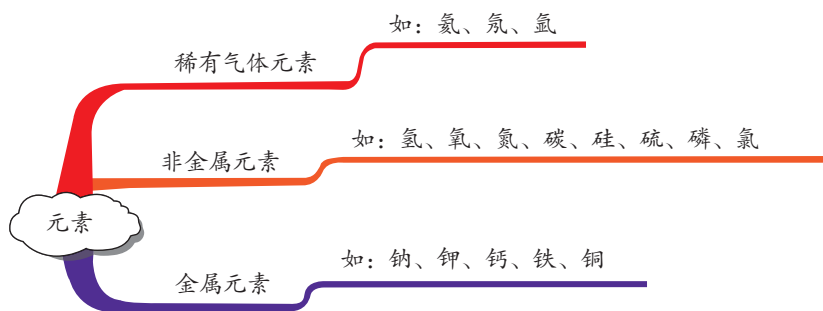 如：氦、氖、氩
稀有气体元素
如：氢、氧、氮、碳、硅、硫、磷、氯
非金属元素
元素
如：钠、钾、钙、铁、铜
金属元素